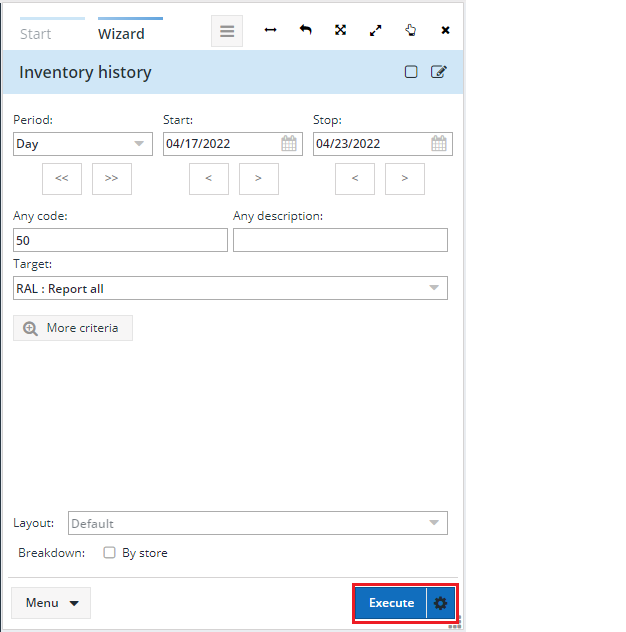 Start Wizard
Inventory history
Period: Start: Stop:
Day 04/17/2022 04/23/2022
<< >> < > < >
Any code: Any description:
50
Target:
RAL : Report all
More criteria
Layout: Default
Breakdown: By store
Menu Execute